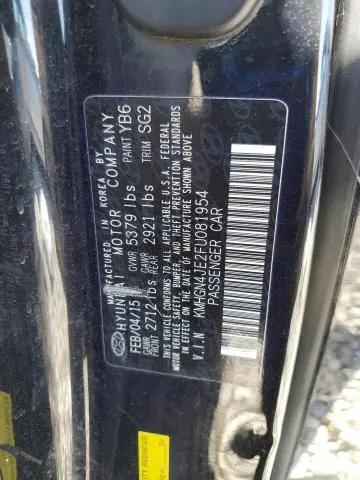 MANUFACTURED IN KOREA BY
HYUNDAI MOTOR COMPANY
FEB/04/15 GVWR 5379 lbs PAINT YB6
GAWR FRONT 2712 lbs GAWR REAR 2921 lbs TRIM SG2
THIS VEHICLE CONFORMS TO ALL APPLICABLE U.S.A. FEDERAL
MOTOR VEHICLE SAFETY, BUMPER, AND THEFT PREVENTION STANDARDS
IN EFFECT ON THE DATE OF MANUFACTURE SHOWN ABOVE
V.I.N KMHGN4JE2FU081954
PASSENGER CAR